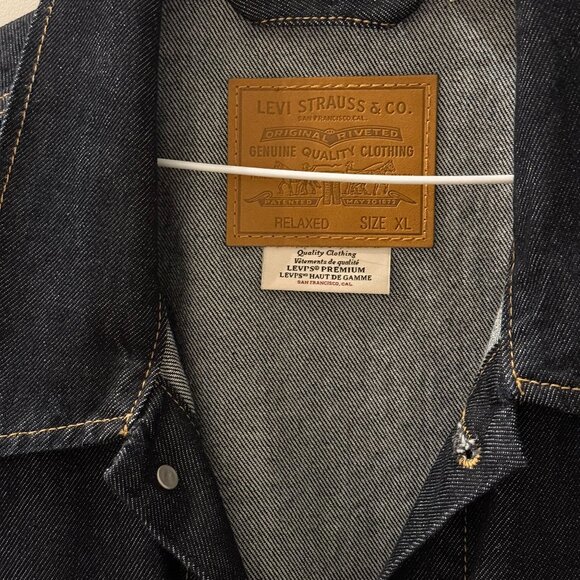 LEVI STRAUSS & CO.
SAN FRANCISCO CAL.
ORIGINAL RIVETED
GENUINE QUALITY CLOTHING
PATENTED MAY 20 1873
RELAXED SIZE XL
Quality Clothing
Vêtements de qualité
LEVI'S® PREMIUM
LEVI'S® HAUT DE GAMME
SAN FRANCISCO, CAL.